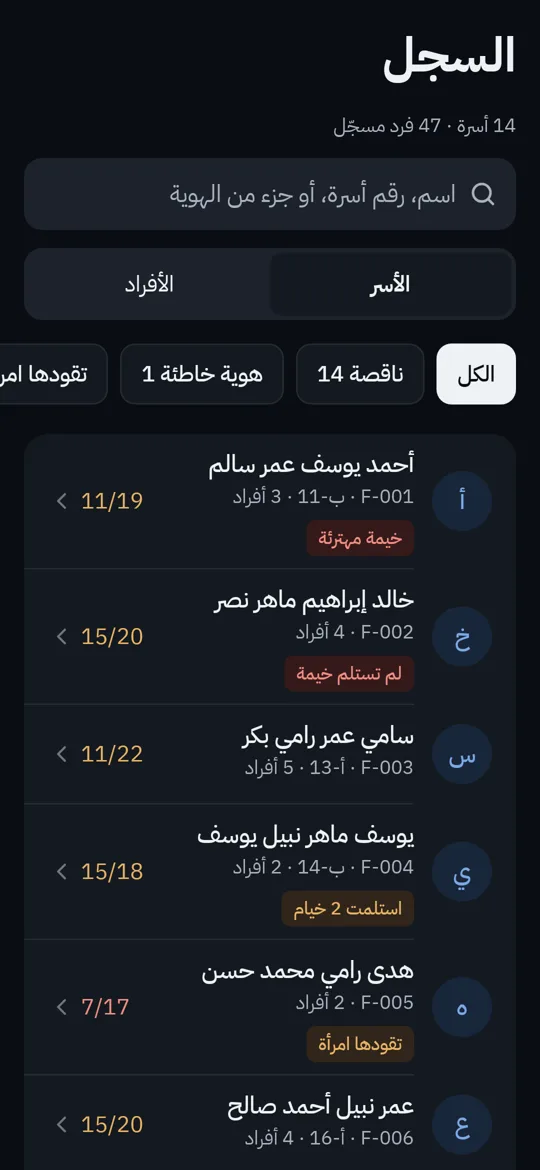 السجل
14 أسرة · 47 فرد مسجّل
اسم، رقم أسرة، أو جزء من الهوية
الأسر
الأفراد
الكل
ناقصة 14
هوية خاطئة 1
تقودها امر
أ
أحمد يوسف عمر سالم
F-001 · ب-11 · 3 أفراد
خيمة مهترئة
11/19
خ
خالد إبراهيم ماهر نصر
F-002 · 4 أفراد
لم تستلم خيمة
15/20
س
سامي عمر رامي بكر
F-003 · أ-13 · 5 أفراد
11/22
ي
يوسف ماهر نبيل يوسف
F-004 · ب-14 · 2 أفراد
استلمت 2 خيام
15/18
ه
هدى رامي محمد حسن
F-005 · 2 أفراد
تقودها امرأة
7/17
ع
عمر نبيل أحمد صالح
F-006 · أ-16 · 4 أفراد
15/20